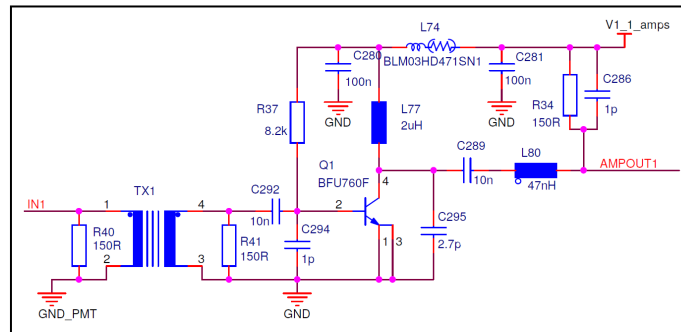 L74
V1_1_amps
BLM03HD471SN1
C280
100n
GND
C281
100n
GND
R34
150R
C286
1p
R37
8.2k
L77
2uH
C289
10n
L80
47nH
AMPOUT1
Q1
BFU760F
4
2
1
3
IN1
TX1
1
4
2
3
R40
150R
R41
150R
C292
10n
C294
1p
C295
2.7p
GND_PMT
GND